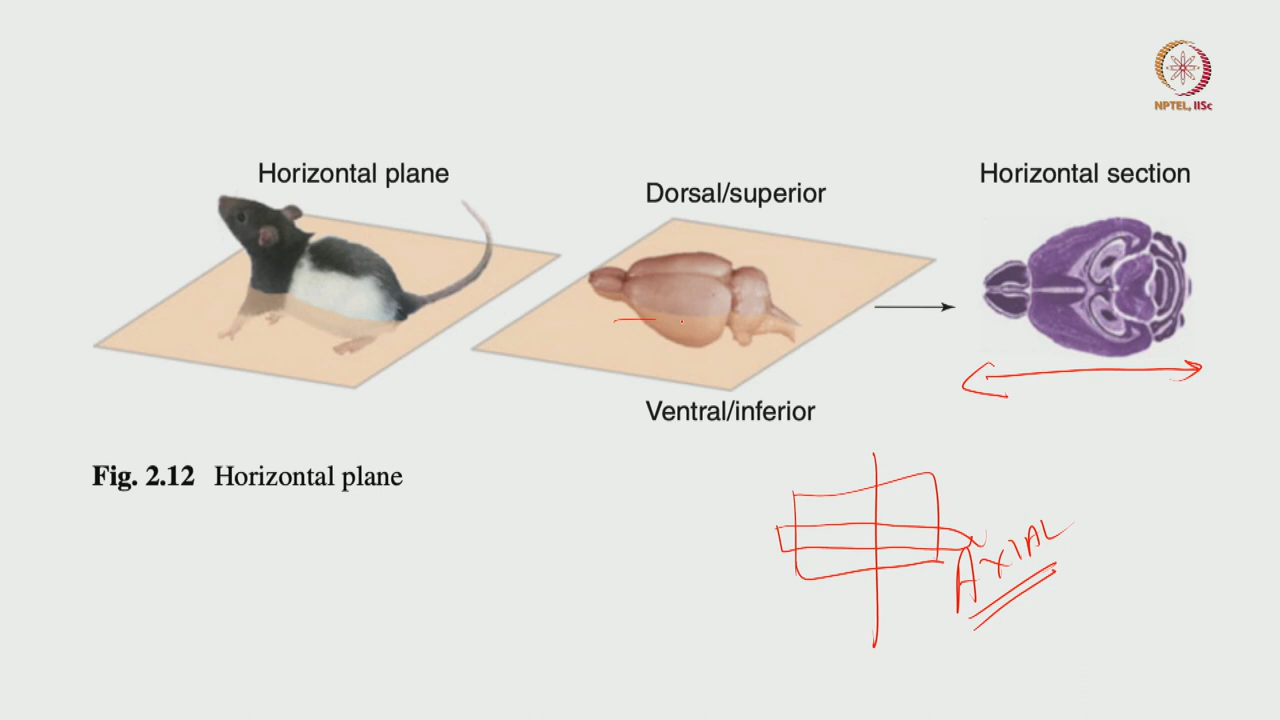 NPTEL, IISc
Horizontal plane
Dorsal/superior
Horizontal section
Ventral/inferior
Fig. 2.12 Horizontal plane
AXIAL